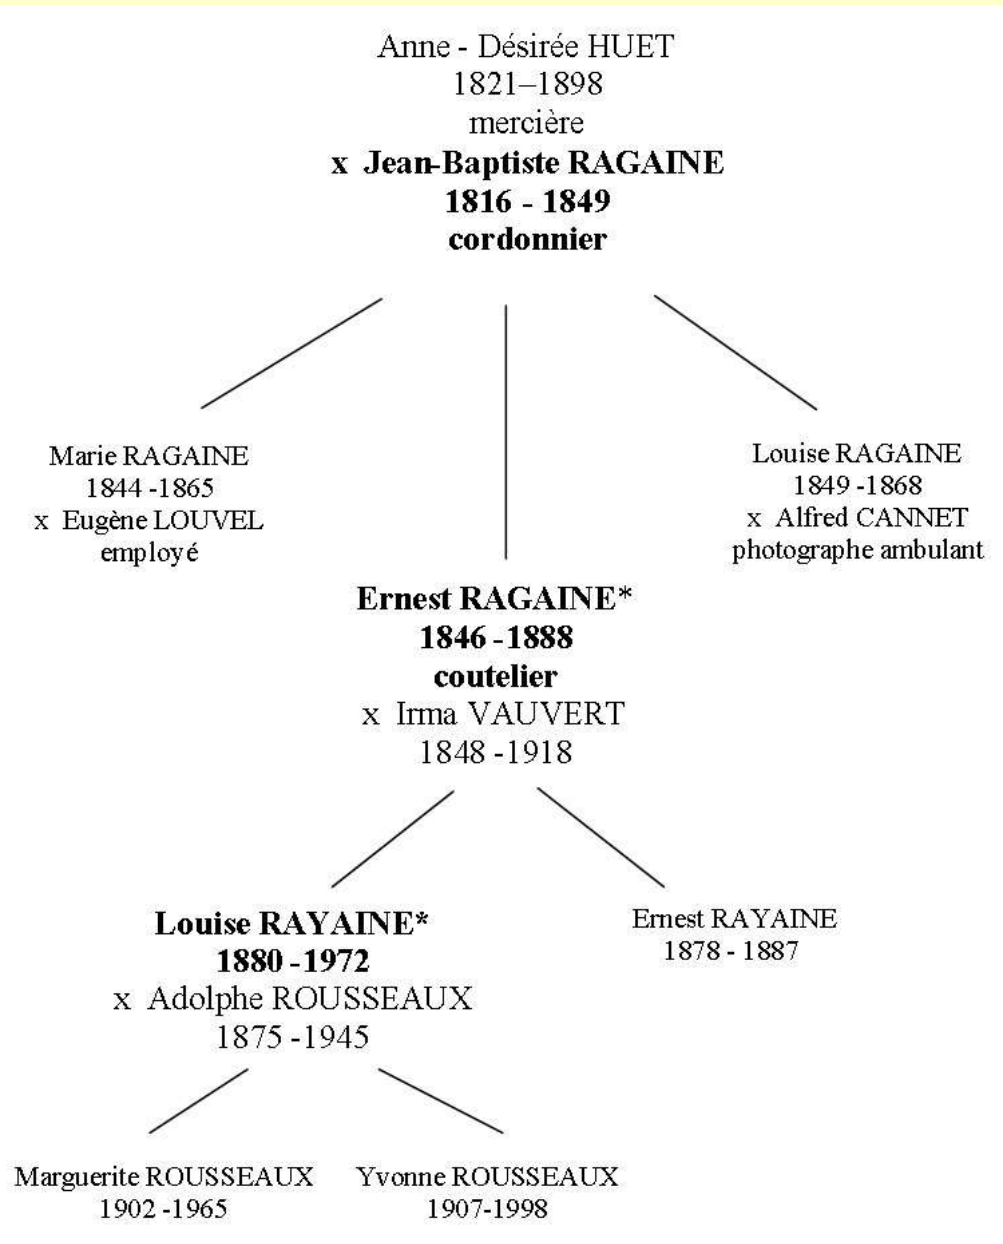 Anne - Désirée HUET
1821–1898
mercière
x Jean-Baptiste RAGAINE
1816 - 1849
cordonnier
Marie RAGAINE
1844 -1865
x Eugène LOUVEL
employé
Louise RAGAINE
1849 -1868
x Alfred CANNET
photographe ambulant
Ernest RAGAINE*
1846 -1888
coutelier
x Irma VAUVERT
1848 -1918
Louise RAYAINE*
1880 -1972
x Adolphe ROUSSEAUX
1875 -1945
Ernest RAYAINE
1878 - 1887
Marguerite ROUSSEAUX
1902 -1965
Yvonne ROUSSEAUX
1907-1998